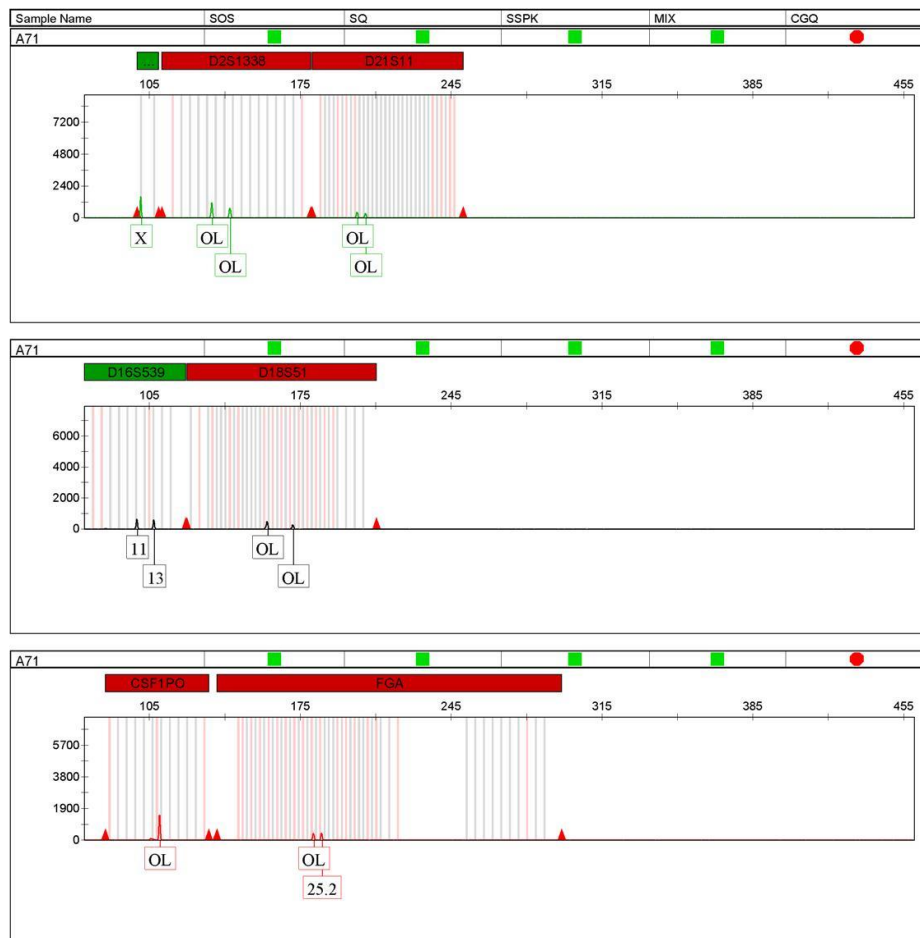 Sample Name SOS SQ SSPK MIX CGQ
A71
... D2S1338 D21S11
105 175 245 315 385 455
7200
4800
2400
0
X OL OL
OL OL
A71
D16S539 D18S51
105 175 245 315 385 455
6000
4000
2000
0
11 OL
13 OL
A71
CSF1PO FGA
105 175 245 315 385 455
5700
3800
1900
0
OL OL
25.2